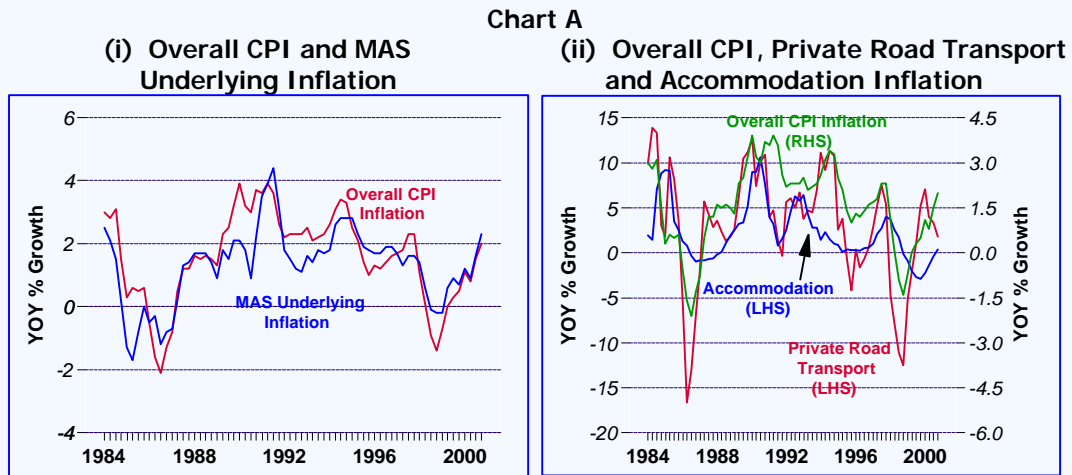 Chart A
(i) Overall CPI and MAS
Underlying Inflation
6
4
2
0
-2
-4
YOY % Growth
Overall CPI
Inflation
MAS Underlying
Inflation
1984
1988
1992
1996
2000
(ii) Overall CPI, Private Road Transport
and Accommodation Inflation
15
10
5
0
-5
-10
-15
-20
YOY % Growth
Overall CPI Inflation
(RHS)
Accommodation
(LHS)
Private Road
Transport
(LHS)
4.5
3.0
1.5
0.0
-1.5
-3.0
-4.5
-6.0
YOY % Growth
1984
1988
1992
1996
2000